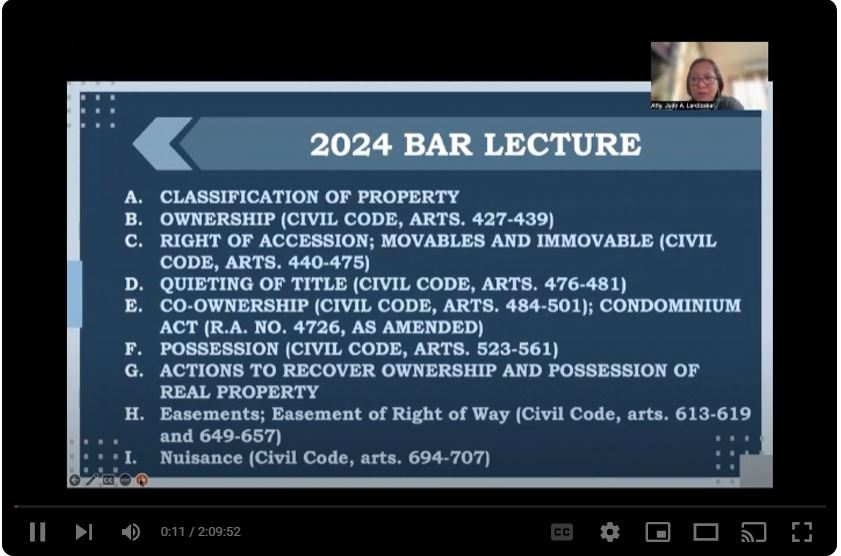 Atty. Judy A. Lardizabal
2024 BAR LECTURE
A. CLASSIFICATION OF PROPERTY
B. OWNERSHIP (CIVIL CODE, ARTS. 427-439)
C. RIGHT OF ACCESSION; MOVABLES AND IMMOVABLE (CIVIL
CODE, ARTS. 440-475)
D. QUIETING OF TITLE (CIVIL CODE, ARTS. 476-481)
E. CO-OWNERSHIP (CIVIL CODE, ARTS. 484-501); CONDOMINIUM
ACT (R.A. NO. 4726, AS AMENDED)
F. POSSESSION (CIVIL CODE, ARTS. 523-561)
G. ACTIONS TO RECOVER OWNERSHIP AND POSSESSION OF
REAL PROPERTY
H. Easements; Easement of Right of Way (Civil Code, arts. 613-619
and 649-657)
I. Nuisance (Civil Code, arts. 694-707)
0:11 / 2:09:52
CC